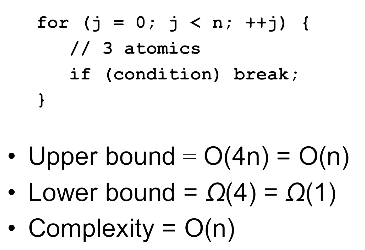 for (j = 0; j < n; ++j) {
// 3 atomics
if (condition) break;
}
• Upper bound = O(4n) = O(n)
• Lower bound = Ω(4) = Ω(1)
• Complexity = O(n)